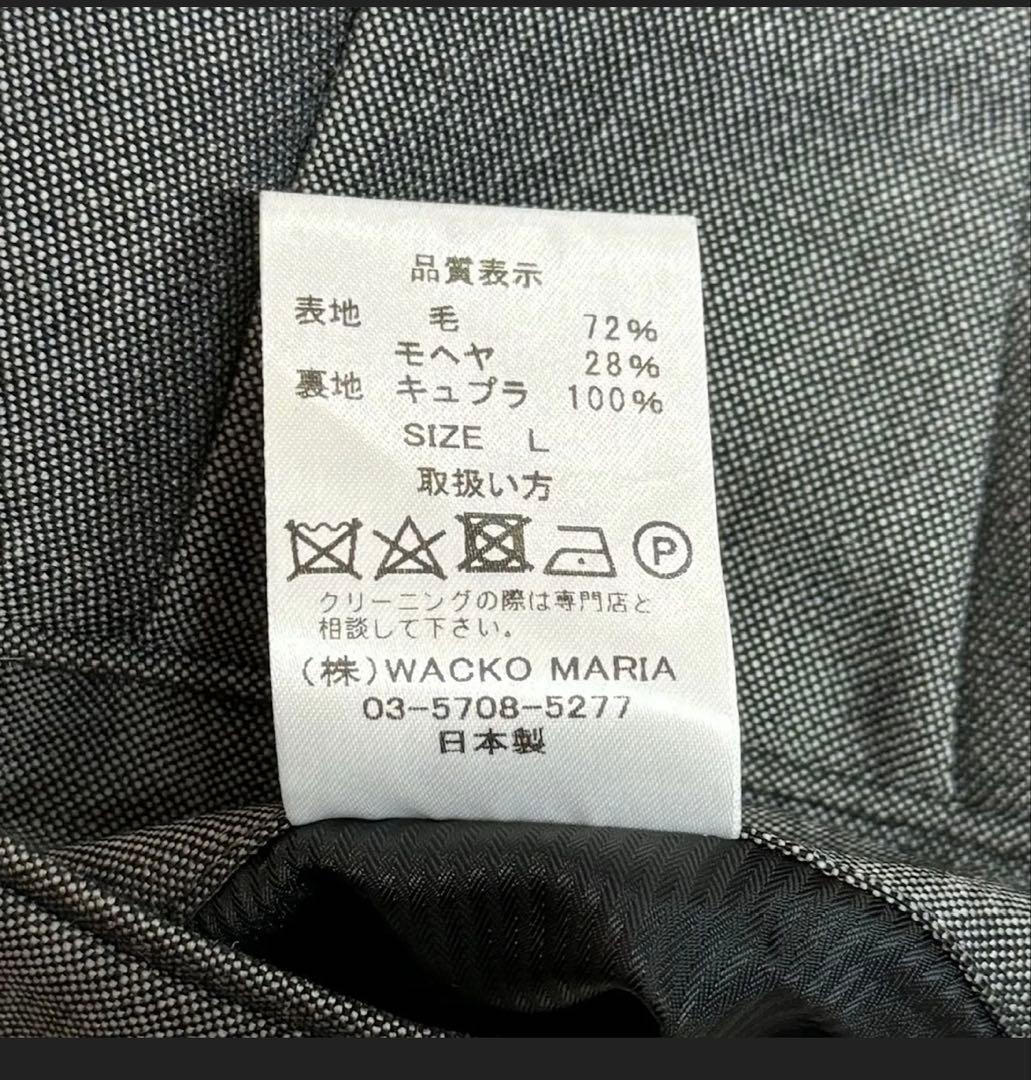 品質表示
表地 毛 72%
モヘヤ 28%
裏地 キュプラ 100%
SIZE L
取扱い方
P
クリーニングの際は専門店と
相談して下さい。
(株)WACKO MARIA
03-5708-5277
日本製